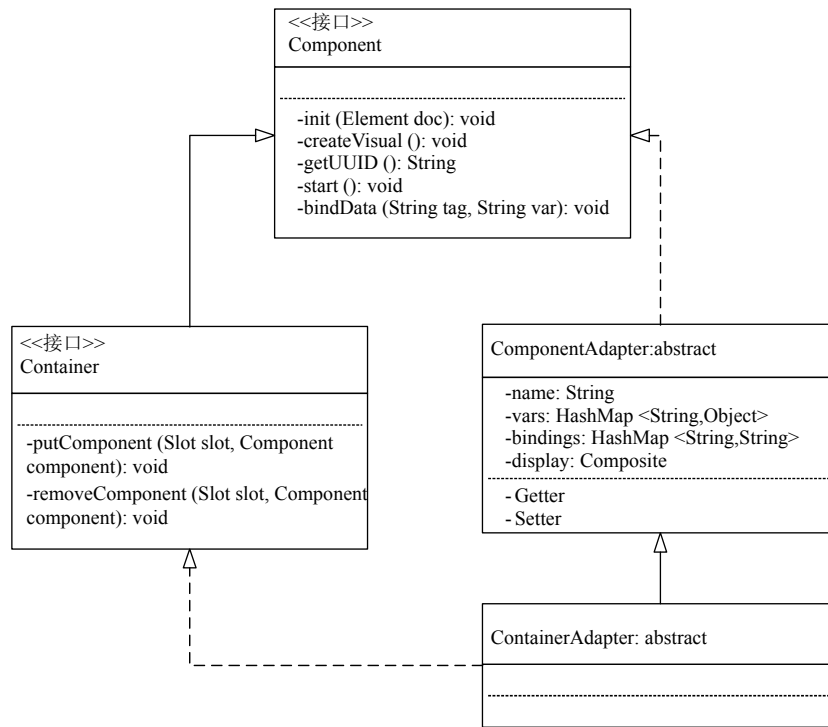 <<接口>>
Component
-init (Element doc): void
-createVisual (): void
-getUUID (): String
-start (): void
-bindData (String tag, String var): void
<<接口>>
Container
-putComponent (Slot slot, Component
component): void
-removeComponent (Slot slot, Component
component): void
ComponentAdapter:abstract
-name: String
-vars: HashMap <String,Object>
-bindings: HashMap <String,String>
-display: Composite
- Getter
- Setter
ContainerAdapter: abstract